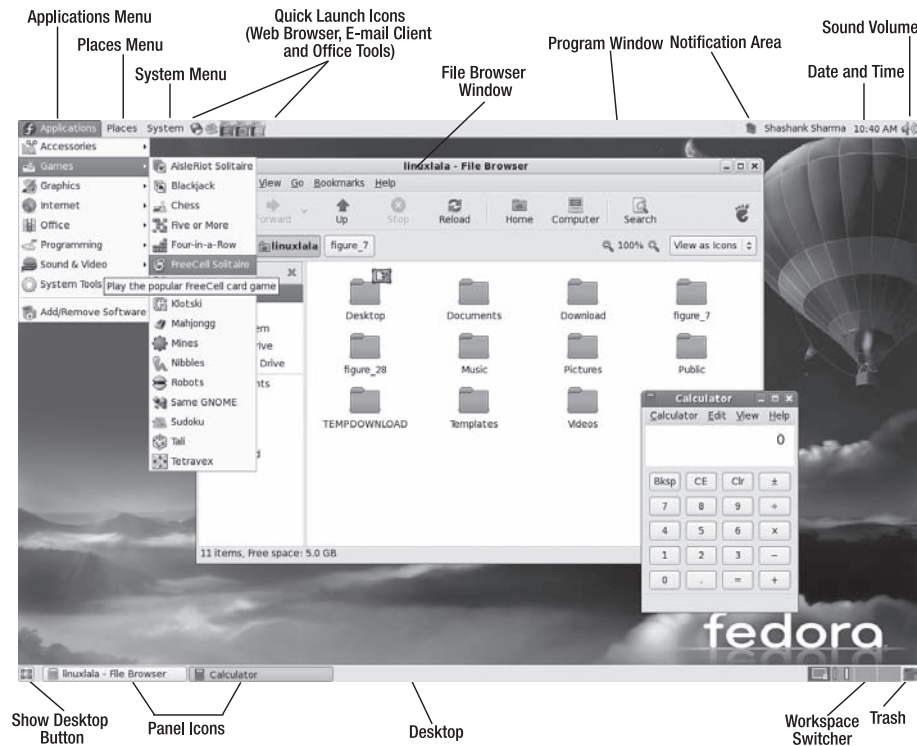 Applications Menu
Places Menu
System Menu
Quick Launch Icons
(Web Browser, E-mail Client
and Office Tools)
File Browser
Window
Program Window
Notification Area
Sound Volume
Date and Time
Applications Places System
Shashank Sharma 10:40 AM
Accessories
Games
Graphics
Internet
Office
Programming
Sound & Video
System Tools
Add/Remove Software
AisleRiot Solitaire
Blackjack
Chess
Five or More
Four-in-a-Row
FreeCell Solitaire
Play the popular FreeCell card game
Klotski
Mahjongg
Mines
Nibbles
Robots
Same GNOME
Sudoku
Tali
Tetravex
linuxlala - File Browser
View Go Bookmarks Help
Up Stop Reload Home Computer Search
linuxlala figure_7 100% View as Icons
Drive
Desktop Documents Download figure_7
figure_28 Music Pictures Public
TEMPDOWNLOAD Templates Videos
11 items, Free space: 5.0 GB
Calculator
Calculator Edit View Help
0
Bksp CE Clr ±
7 8 9 ÷
4 5 6 x
1 2 3 −
0 . = +
fedora
linuxlala - File Browser Calculator
Show Desktop
Button
Panel Icons
Desktop
Workspace
Switcher
Trash